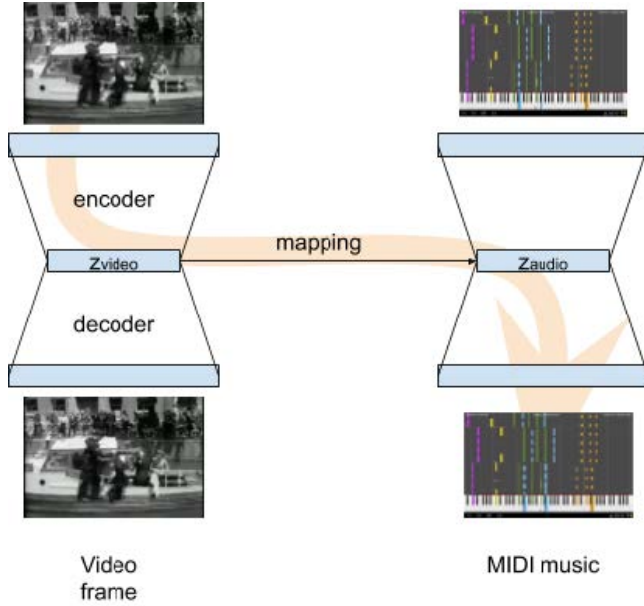 encoder
mapping
Zvideo
Zaudio
decoder
Video
frame
MIDI music